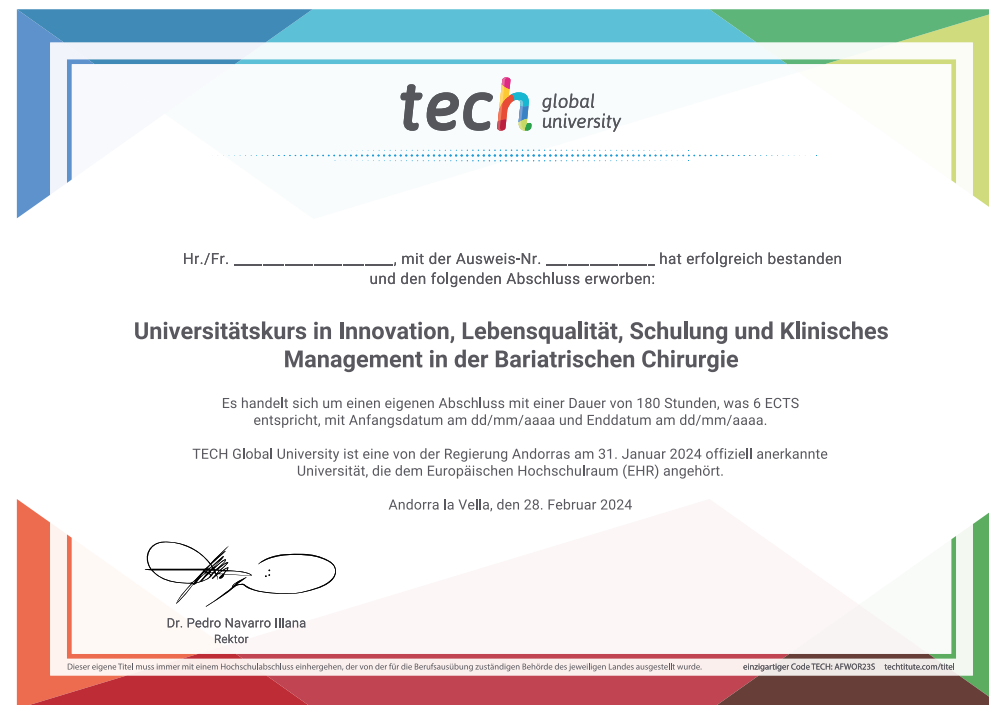 tech global
university
Hr./Fr. ____________________, mit der Ausweis-Nr. ______________ hat erfolgreich bestanden
und den folgenden Abschluss erworben:
Universitätskurs in Innovation, Lebensqualität, Schulung und Klinisches
Management in der Bariatrischen Chirurgie
Es handelt sich um einen eigenen Abschluss mit einer Dauer von 180 Stunden, was 6 ECTS
entspricht, mit Anfangsdatum am dd/mm/aaaa und Enddatum am dd/mm/aaaa.
TECH Global University ist eine von der Regierung Andorras am 31. Januar 2024 offiziell anerkannte
Universität, die dem Europäischen Hochschulraum (EHR) angehört.
Andorra la Vella, den 28. Februar 2024
Dr. Pedro Navarro Illana
Rektor
Dieser eigene Titel muss immer mit einem Hochschulabschluss einhergehen, der von der für die Berufsausübung zuständigen Behörde des jeweiligen Landes ausgestellt wurde. einzigartiger Code TECH: AFWOR23S techtitute.com/titel